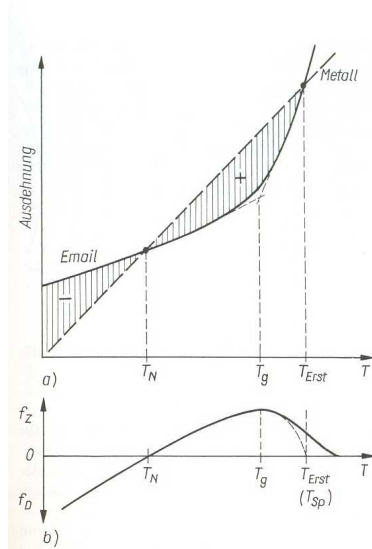 Metall
Ausdehnung
+
Email
−
a)
T_N
T_g
T_Erst
T
f_Z
0
f_D
T_N
T_g
T_Erst
(T_Sp)
T
b)